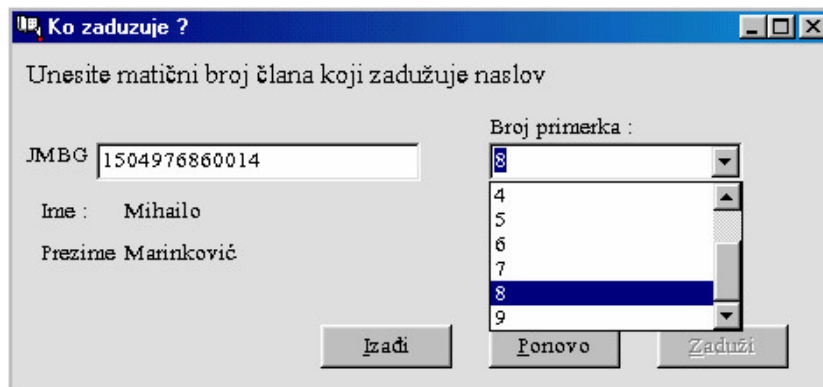 Ko zaduzuje ?
Unesite matični broj člana koji zadužuje naslov
Broj primerka :
JMBG 1504976860014
8
Ime : Mihailo
Prezime Marinković
4
5
6
7
8
9
Izađi
Ponovo
Zaduži